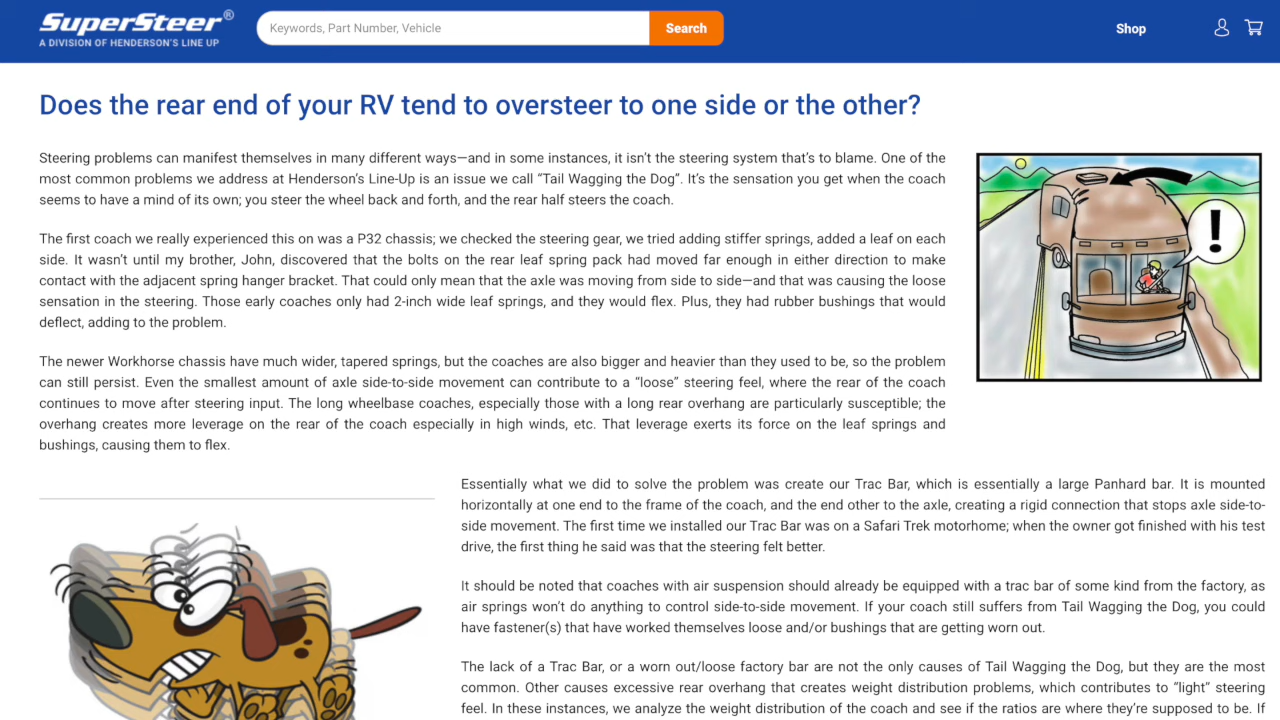 SuperSteer®
A DIVISION OF HENDERSON'S LINE UP
Keywords, Part Number, Vehicle
Search
Shop
Does the rear end of your RV tend to oversteer to one side or the other?
Steering problems can manifest themselves in many different ways—and in some instances, it isn't the steering system that's to blame. One of the
most common problems we address at Henderson's Line-Up is an issue we call “Tail Wagging the Dog”. It's the sensation you get when the coach
seems to have a mind of its own; you steer the wheel back and forth, and the rear half steers the coach.
The first coach we really experienced this on was a P32 chassis; we checked the steering gear, we tried adding stiffer springs, added a leaf on each
side. It wasn't until my brother, John, discovered that the bolts on the rear leaf spring pack had moved far enough in either direction to make
contact with the adjacent spring hanger bracket. That could only mean that the axle was moving from side to side—and that was causing the loose
sensation in the steering. Those early coaches only had 2-inch wide leaf springs, and they would flex. Plus, they had rubber bushings that would
deflect, adding to the problem.
!
The newer Workhorse chassis have much wider, tapered springs, but the coaches are also bigger and heavier than they used to be, so the problem
can still persist. Even the smallest amount of axle side-to-side movement can contribute to a “loose” steering feel, where the rear of the coach
continues to move after steering input. The long wheelbase coaches, especially those with a long rear overhang are particularly susceptible; the
overhang creates more leverage on the rear of the coach especially in high winds, etc. That leverage exerts its force on the leaf springs and
bushings, causing them to flex.
Essentially what we did to solve the problem was create our Trac Bar, which is essentially a large Panhard bar. It is mounted
horizontally at one end to the frame of the coach, and the end other to the axle, creating a rigid connection that stops axle side-to-
side movement. The first time we installed our Trac Bar was on a Safari Trek motorhome; when the owner got finished with his test
drive, the first thing he said was that the steering felt better.
It should be noted that coaches with air suspension should already be equipped with a trac bar of some kind from the factory, as
air springs won't do anything to control side-to-side movement. If your coach still suffers from Tail Wagging the Dog, you could
have fastener(s) that have worked themselves loose and/or bushings that are getting worn out.
The lack of a Trac Bar, or a worn out/loose factory bar are not the only causes of Tail Wagging the Dog, but they are the most
common. Other causes excessive rear overhang that creates weight distribution problems, which contributes to “light” steering
feel. In these instances, we analyze the weight distribution of the coach and see if the ratios are where they're supposed to be. If